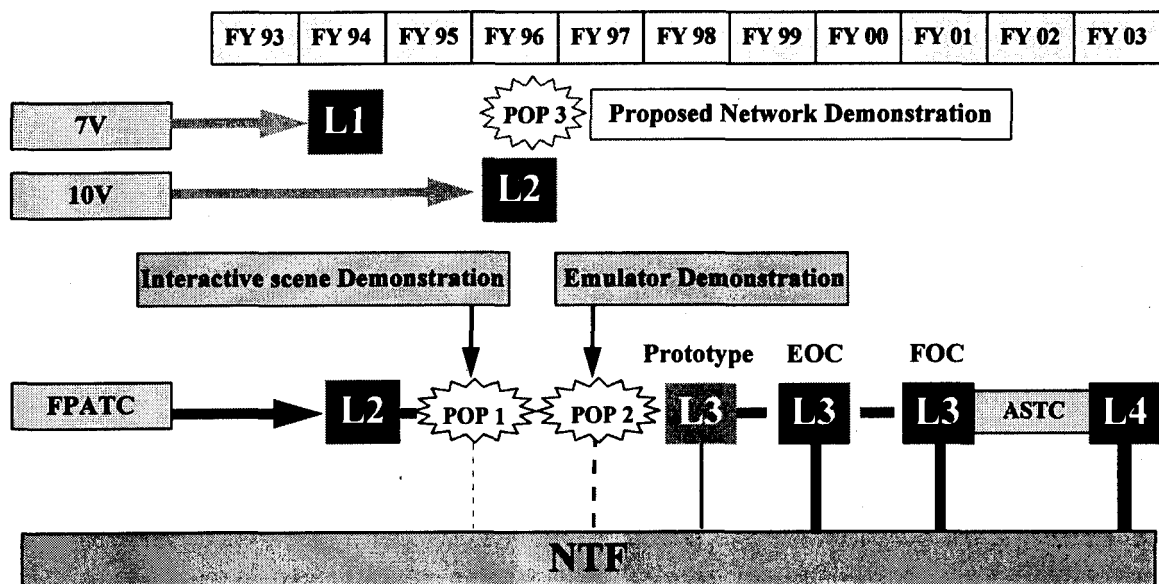 FY 93 FY 94 FY 95 FY 96 FY 97 FY 98 FY 99 FY 00 FY 01 FY 02 FY 03
7V L1 POP 3 Proposed Network Demonstration
10V L2
Interactive scene Demonstration Emulator Demonstration
Prototype EOC FOC
FPATC L2 POP 1 POP 2 L3 L3 L3 ASTC L4
NTF